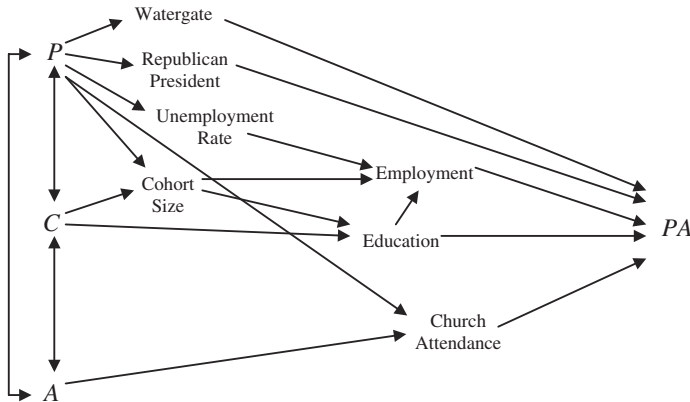 Watergate
P
Republican
President
Unemployment
Rate
Employment
Cohort
Size
C
PA
Education
Church
Attendance
A